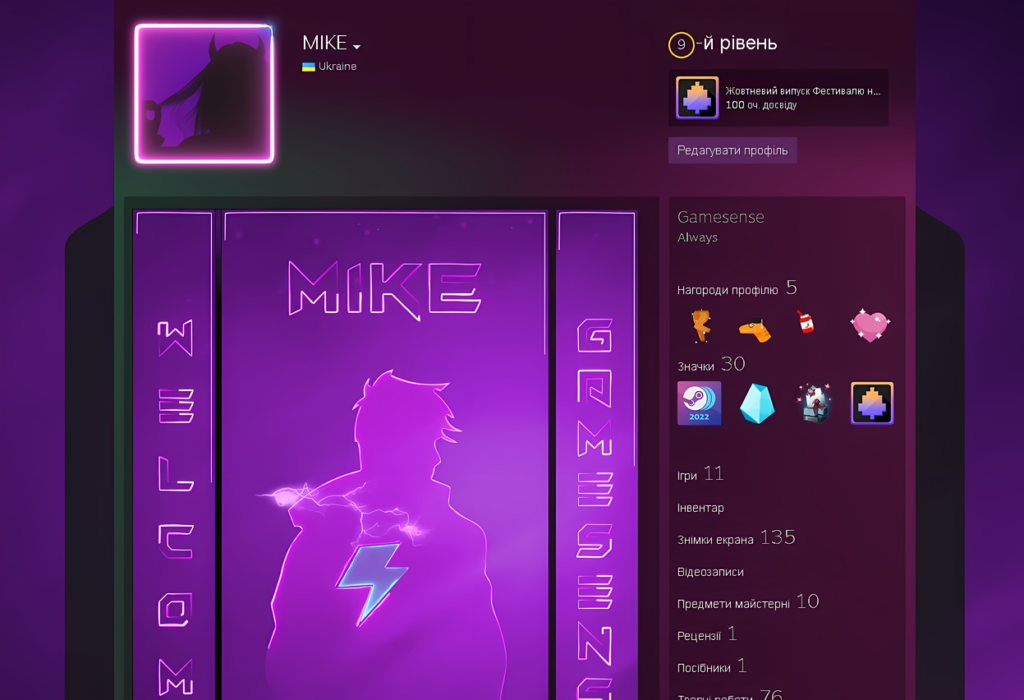 MIKE
Ukraine
9-й рівень
Жовтневий випуск Фестивалю н...
100 оч. досвіду
Редагувати профіль
WELCOM
MIKE
GAMESENS
Gamesense
Always
Нагороди профілю 5
Значки 30
2022
Ігри 11
Інвентар
Знімки екрана 135
Відеозаписи
Предмети майстерні 10
Рецензії 1
Посібники 1
Творчі роботи 76